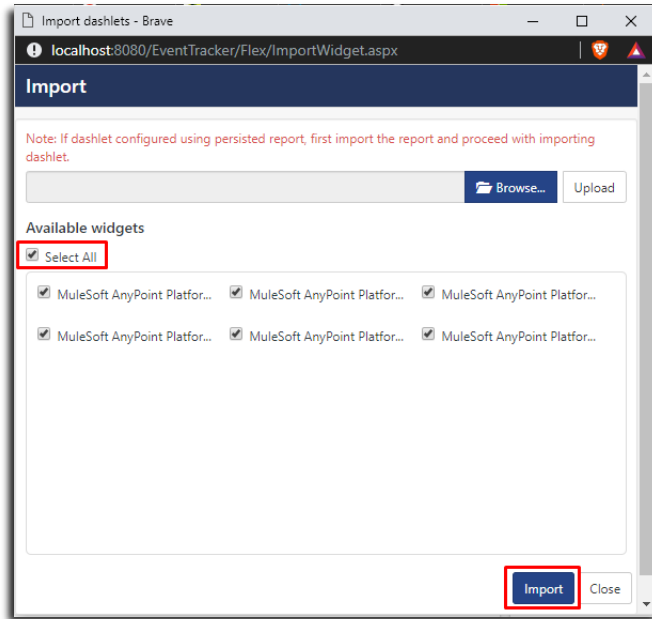 Import dashlets - Brave
localhost:8080/EventTracker/Flex/ImportWidget.aspx
Import
Note: If dashlet configured using persisted report, first import the report and proceed with importing
dashlet.
Browse... Upload
Available widgets
Select All
MuleSoft AnyPoint Platfor... MuleSoft AnyPoint Platfor... MuleSoft AnyPoint Platfor...
MuleSoft AnyPoint Platfor... MuleSoft AnyPoint Platfor... MuleSoft AnyPoint Platfor...
Import Close